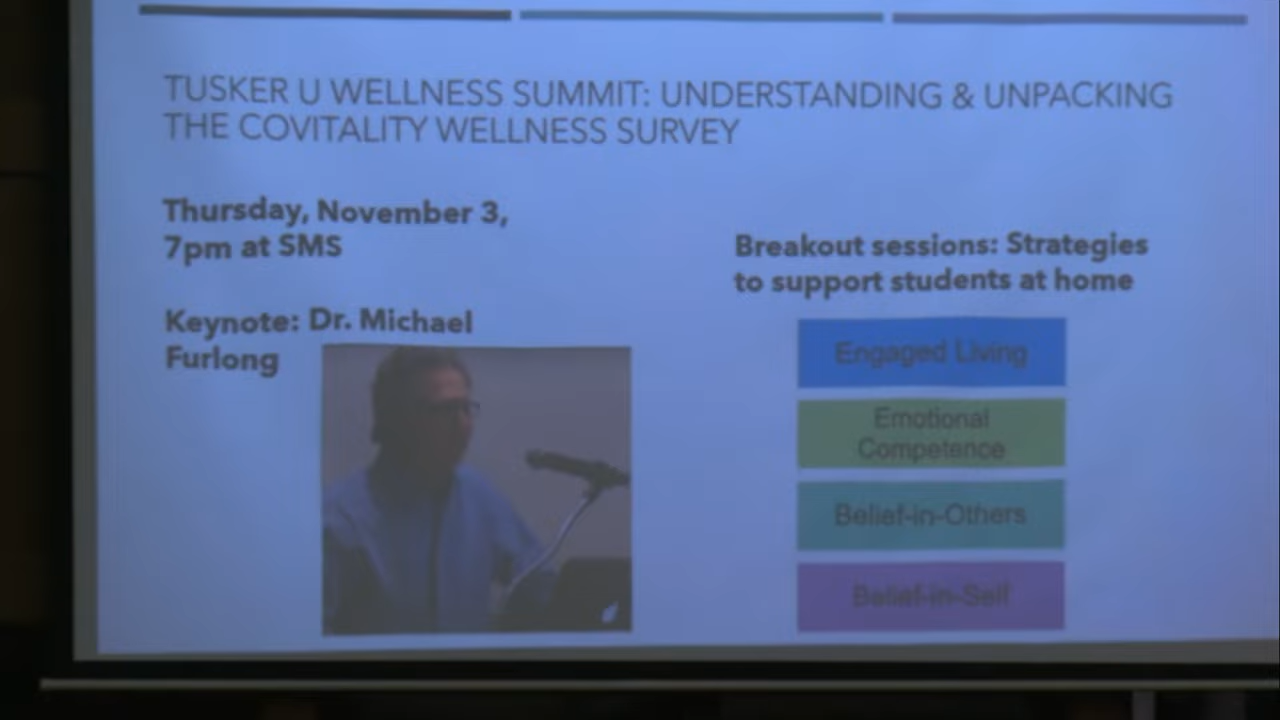 TUSKER U WELLNESS SUMMIT: UNDERSTANDING & UNPACKING
THE COVITALITY WELLNESS SURVEY
Thursday, November 3,
7pm at SMS
Keynote: Dr. Michael
Furlong
Breakout sessions: Strategies
to support students at home
Engaged Living
Emotional
Competence
Belief-in-Others
Belief-in-Self